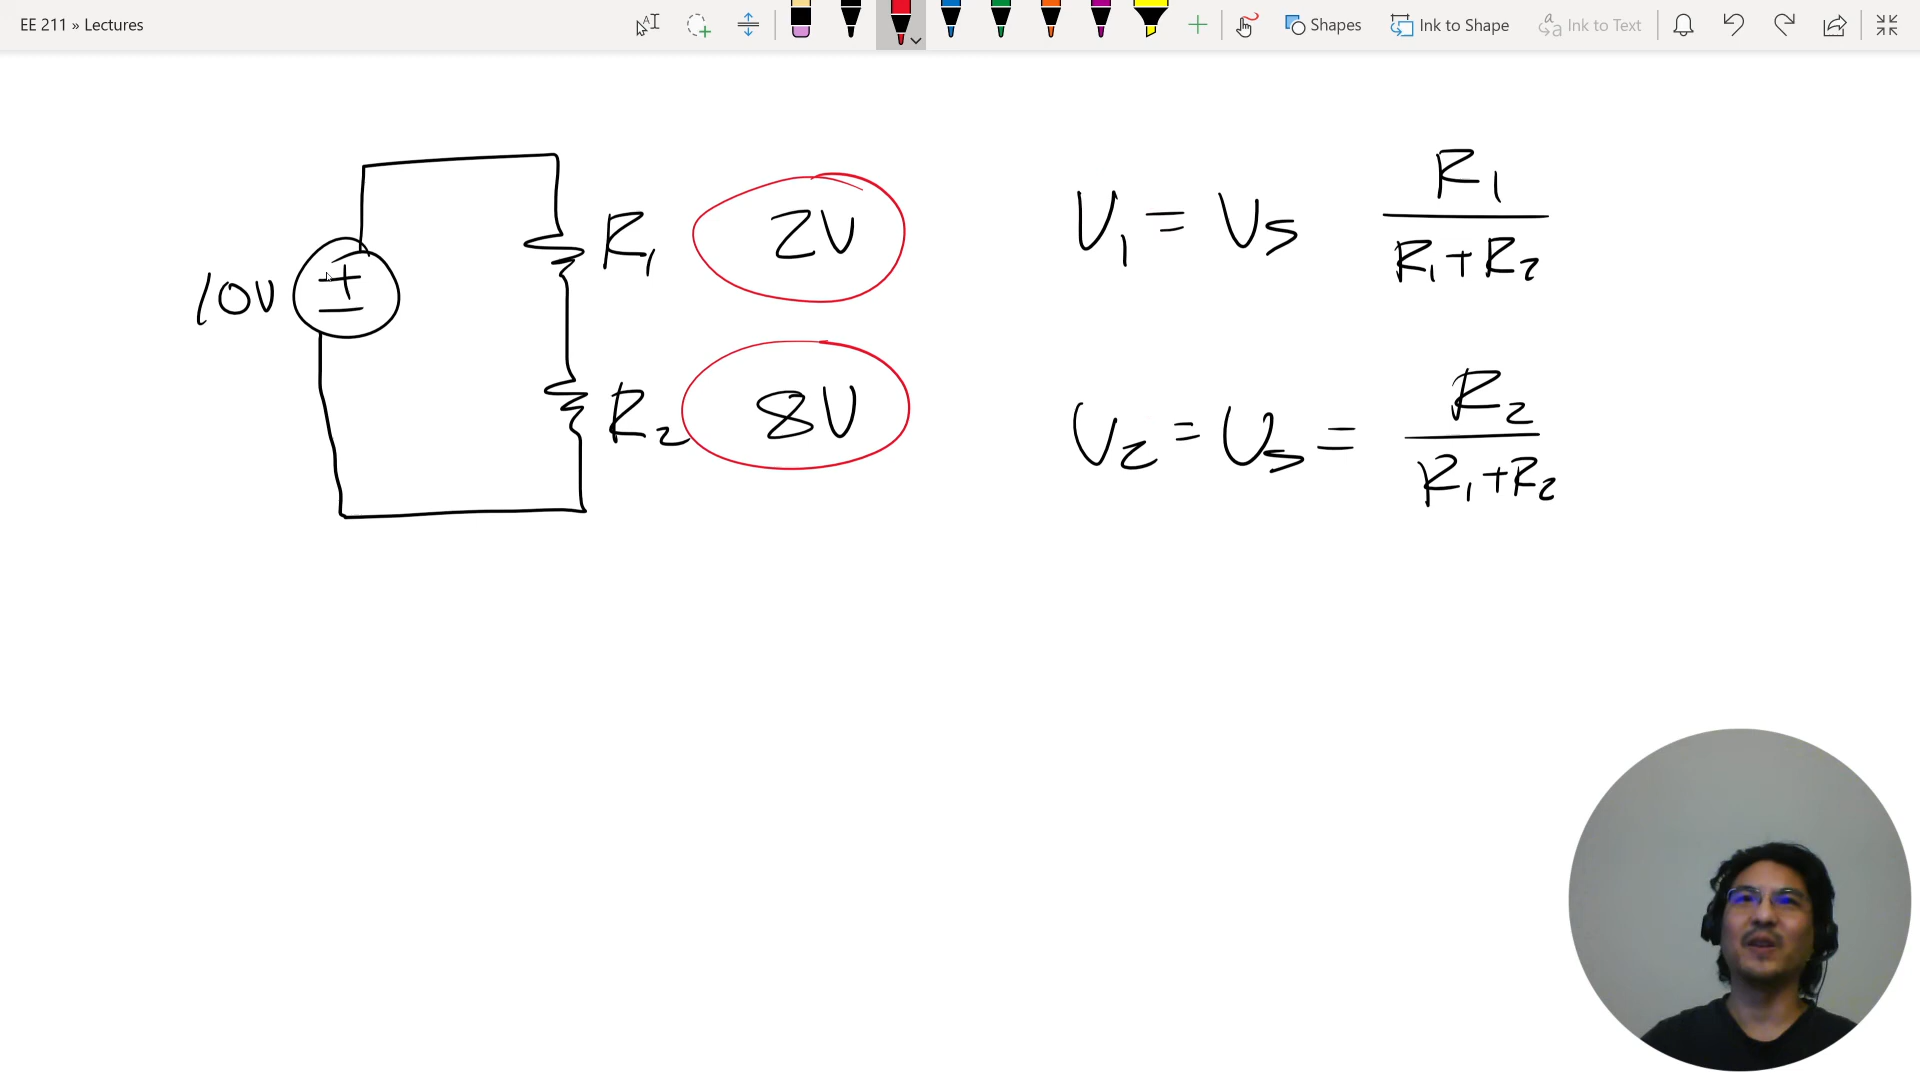 EE 211 » Lectures
Shapes
Ink to Shape
Ink to Text
10V
+
−
R1 2V
R2 8V
V1 = VS R1
R1+R2
V2 = VS = R2
R1+R2